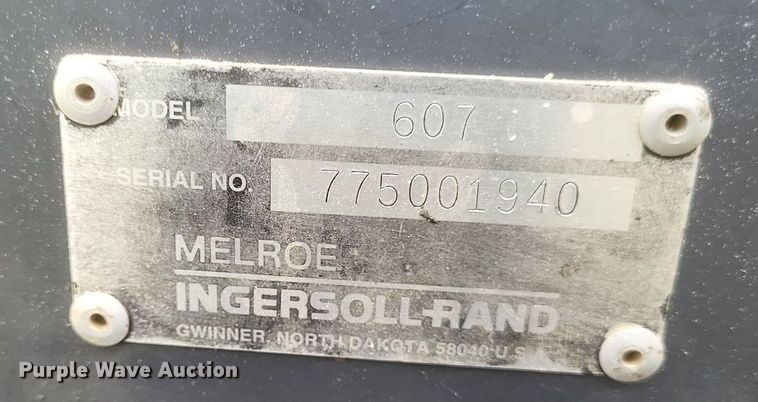 MODEL 607
SERIAL NO. 775001940
MELROE
INGERSOLL-RAND
GWINNER, NORTH DAKOTA 58040 U.S.
Purple Wave Auction